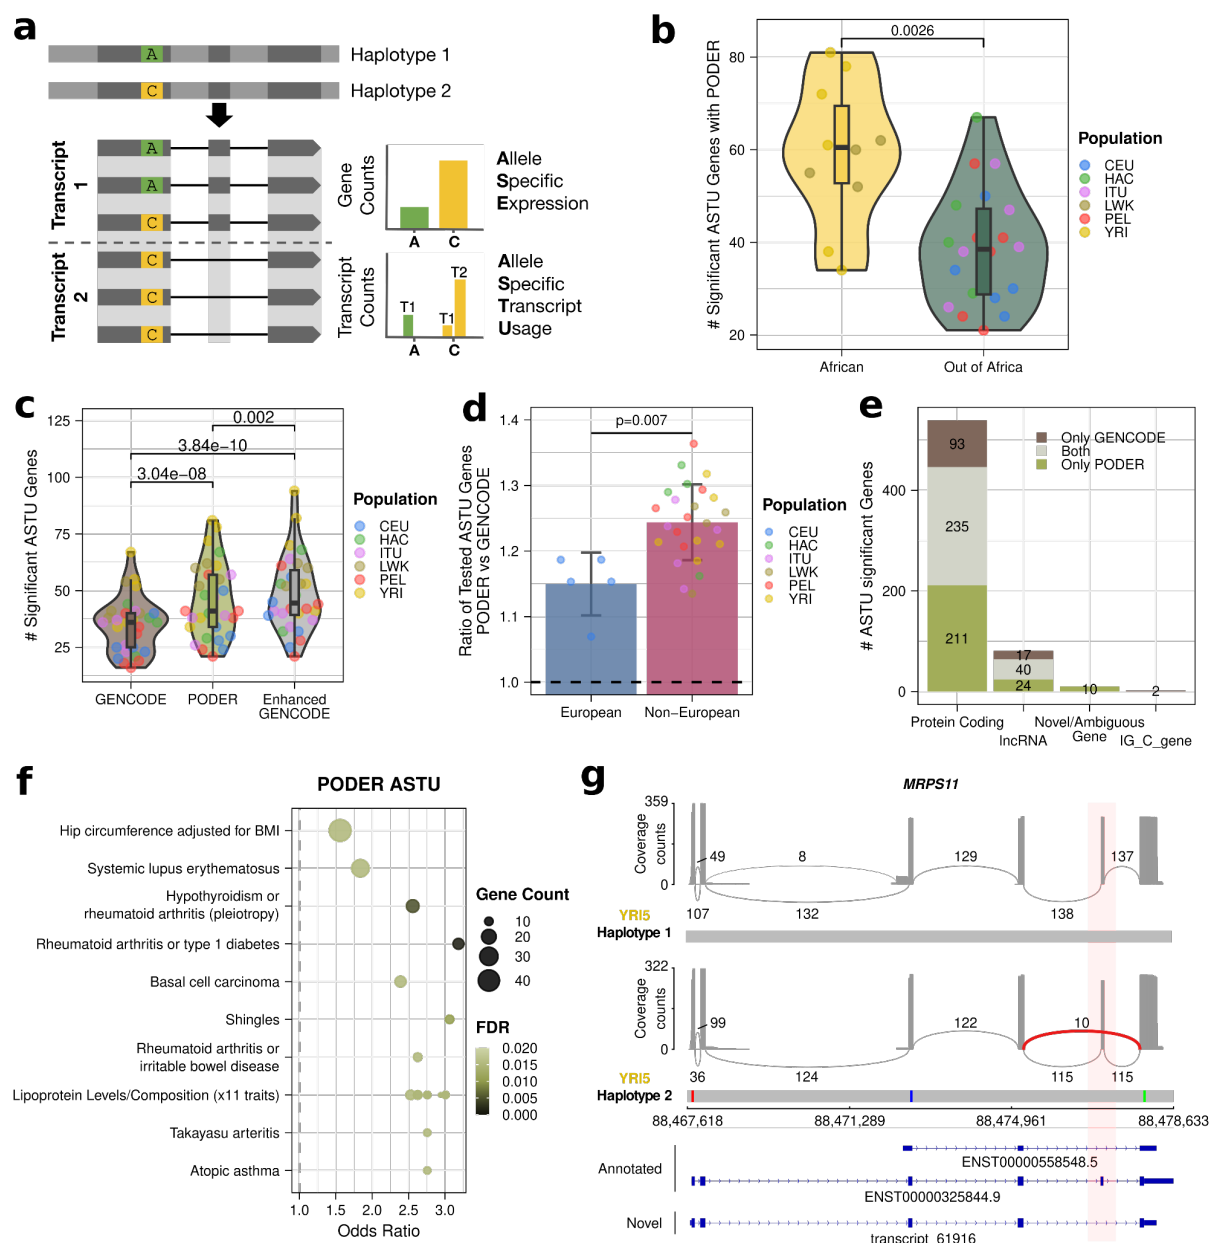 a
A
Haplotype 1
C
Haplotype 2
Transcript
1
Transcript
2
A
A
C
C
C
C
Gene
Counts
A C
Allele
Specific
Expression
Transcript
Counts
T1
T1
T2
A C
Allele
Specific
Transcript
Usage
b
# Significant ASTU Genes with PODER
80
60
40
20
0.0026
African
Out of Africa
Population
CEU
HAC
ITU
LWK
PEL
YRI
c
# Significant ASTU Genes
125
100
75
50
25
0.002
3.84e−10
3.04e−08
GENCODE
PODER
Enhanced
GENCODE
Population
CEU
HAC
ITU
LWK
PEL
YRI
d
Ratio of Tested ASTU Genes
PODER vs GENCODE
1.4
1.3
1.2
1.1
1.0
p=0.007
European
Non−European
Population
CEU
HAC
ITU
LWK
PEL
YRI
e
# ASTU significant Genes
400
200
0
93
235
211
17
40
24
10
2
Only GENCODE
Both
Only PODER
Protein Coding
lncRNA
Novel/Ambiguous
Gene
IG_C_gene
f
PODER ASTU
Hip circumference adjusted for BMI
Systemic lupus erythematosus
Hypothyroidism or
rheumatoid arthritis (pleiotropy)
Rheumatoid arthritis or type 1 diabetes
Basal cell carcinoma
Shingles
Rheumatoid arthritis or
irritable bowel disease
Lipoprotein Levels/Composition (x11 traits)
Takayasu arteritis
Atopic asthma
1.0 1.5 2.0 2.5 3.0
Odds Ratio
Gene Count
10
20
30
40
FDR
0.020
0.015
0.010
0.005
0.000
g
MRPS11
359
Coverage
counts
0
49
8
129
137
107
132
138
YRI5
Haplotype 1
322
Coverage
counts
0
99
122
10
36
124
115
115
YRI5
Haplotype 2
88,467,618
88,471,289
88,474,961
88,478,633
Annotated
ENST00000558548.5
ENST00000325844.9
Novel
transcript_61916